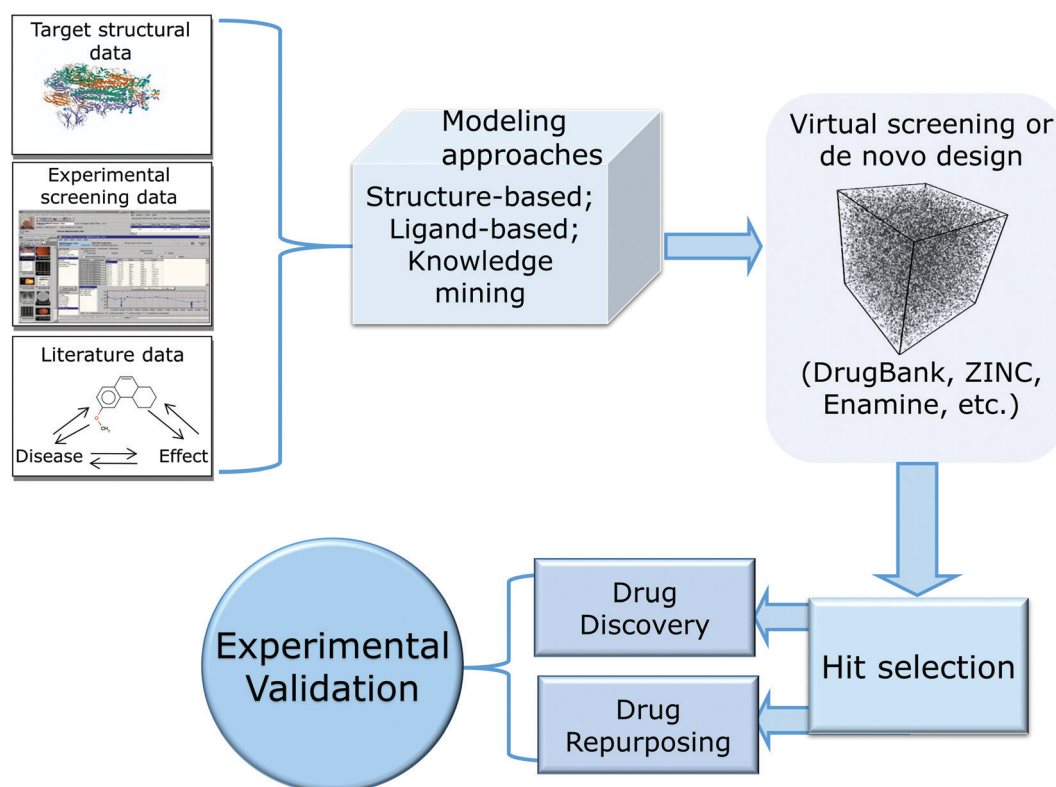 Target structural
data
Experimental
screening data
Literature data
CH₃
Disease
Effect
Modeling
approaches
Structure-based;
Ligand-based;
Knowledge
mining
Virtual screening or
de novo design
(DrugBank, ZINC,
Enamine, etc.)
Hit selection
Drug
Discovery
Drug
Repurposing
Experimental
Validation